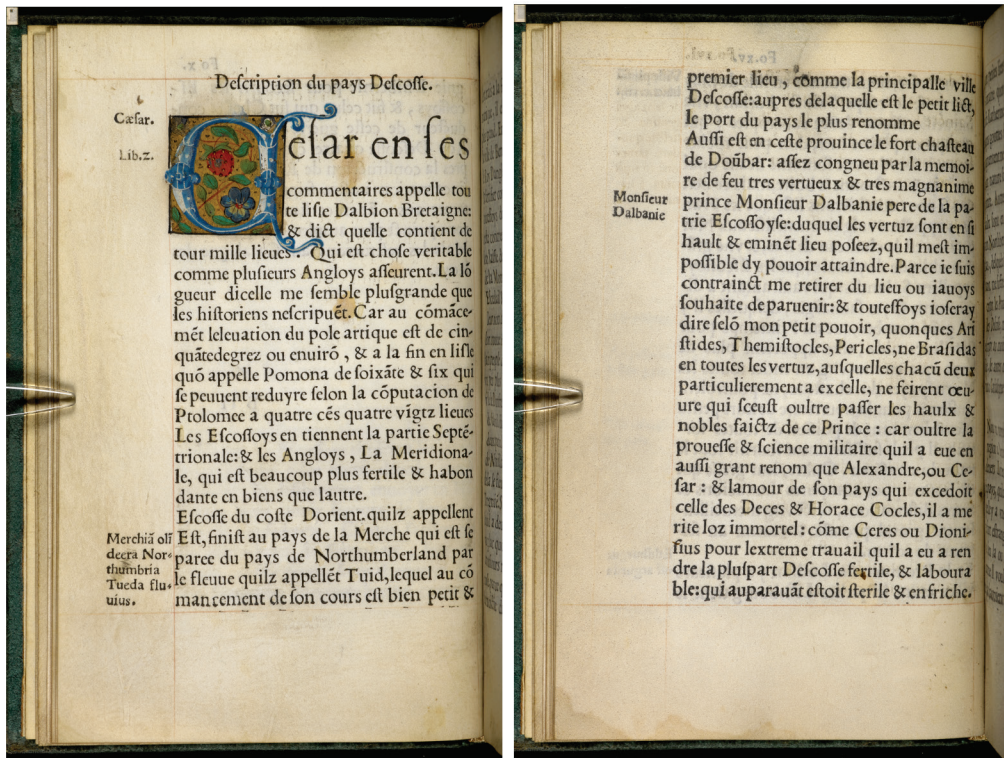 Deſcription du pays Deſcoſſe.
Cæſar.
Lib.2.
Ceſar en ſes
commentaires appelle tou
te liſle Dalbion Bretaigne:
& dict quelle contient de
tour mille lieues. Qui eſt choſe veritable
comme pluſieurs Angloys aſſeurent. La lõ
gueur dicelle me ſemble pluſgrande que
les hiſtoriens neſcripuẽt. Car au cõmãce-
mẽt leleuation du pole artique eſt de cin-
quãtedegrez ou enuirõ, & a la fin en liſle
quõ appelle Pomona de ſoixãte & ſix qui
ſe peuuent reduyre ſelon la cõputacion de
Ptolomee a quatre cẽs quatre vĩgtz lieues
Les Eſcoſſoys en tiennent la partie Septẽ-
trionale: & les Angloys, La Meridiona-
le, qui eſt beaucoup plus fertile & habon
dante en biens que lautre.
Eſcoſſe du coſte Dorient. quilz appellent
Eſt, finiſt au pays de la Merche qui eſt ſe
paree du pays de Northumberland par
le fleuue quilz appellẽt Tuid, lequel au cõ
mancement de ſon cours eſt bien petit &
Merchiã oli
deera Nor-
thumbria
Tueda flu-
uius.
premier lieu, comme la principalle ville
Deſcoſſe: aupres delaquelle eſt le petit lict,
le port du pays le plus renomme
Auſſi eſt en ceſte prouince le fort chaſteau
de Doũbar: aſſez congneu par la memoi-
re de feu tres vertueux & tres magnanime
prince Monſieur Dalbanie pere de la pa-
trie Eſcoſſoyſe: duquel les vertuz ſont en ſi
hault & eminẽt lieu poſeez, quil meſt im-
poſſible dy pouoir attaindre. Parce ie ſuis
contrainct me retirer du lieu ou iauoys
ſouhaite de paruenir: & touteſfoys ioſeray
dire ſelõ mon petit pouoir, quonques Ari
ſtides, Themiſtocles, Pericles, ne Braſidas
en toutes les vertuz, auſquelles chacũ deux
particulierement a excelle, ne feirent œu-
ure qui ſceuſt oultre paſſer les haulx &
nobles faictz de ce Prince: car oultre la
proueſſe & ſcience militaire quil a eue en
auſſi grant renom que Alexandre, ou Ce-
ſar: & lamour de ſon pays qui excedoit
celle des Deces & Horace Cocles, il a me
rite loz immortel: cõme Ceres ou Dioni-
ſius pour lextreme trauail quil a eu a ren
dre la pluſpart Deſcoſſe fertile, & laboura
ble: qui auparauãt eſtoit ſterile & en friche.
Monſieur
Dalbanie